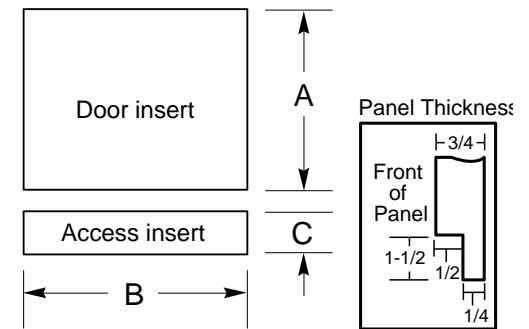 Door insert
A
Access insert
C
B
Panel Thickness
3/4
Front
of
Panel
1-1/2
1/2
1/4